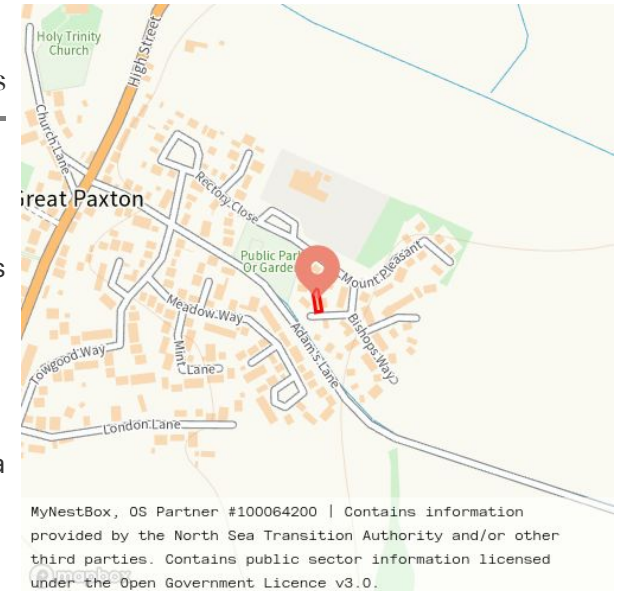 Holy Trinity
Church
High Street
Church Lane
s
Great Paxton
Rectory Close
Public Park
Or Garden
Mount Pleasant
s
Meadow Way
Bishops Way
Adam's Lane
Mint Lane
Towgood Way
London Lane
a
MyNestBox, OS Partner #100064200 | Contains information
provided by the North Sea Transition Authority and/or other
third parties. Contains public sector information licensed
under the Open Government Licence v3.0.
mapbox